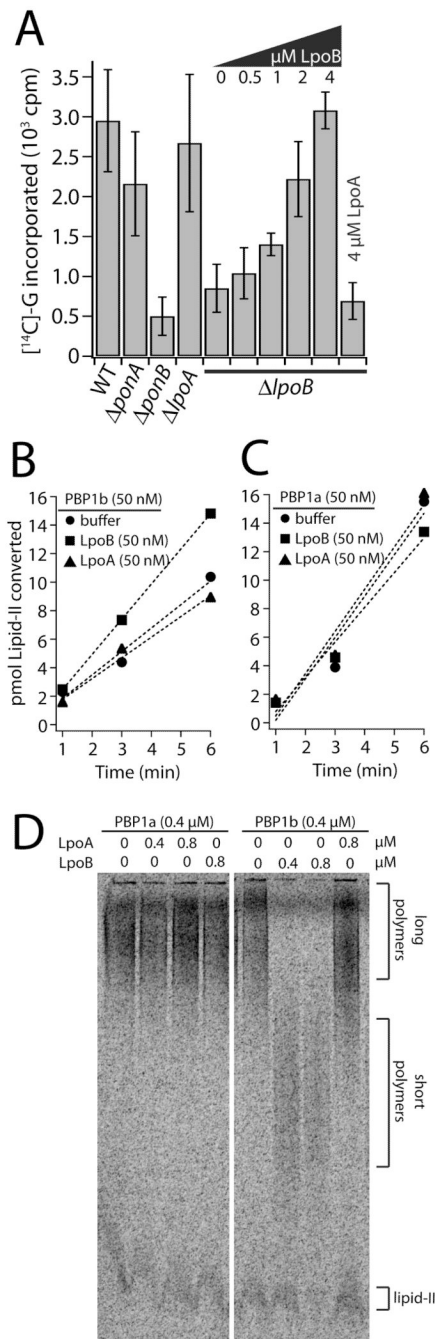 A
μM LpoB
0 0.5 1 2 4
[¹⁴C]-G incorporated (10³ cpm)
3.5
3.0
2.5
2.0
1.5
1.0
0.5
0
4 μM LpoA
WT
ΔponA
ΔponB
ΔlpoA
ΔlpoB
B
PBP1b (50 nM)
buffer
LpoB (50 nM)
LpoA (50 nM)
pmol Lipid-II converted
16
14
12
10
8
6
4
2
0
1 2 3 4 5 6
Time (min)
C
PBP1a (50 nM)
buffer
LpoB (50 nM)
LpoA (50 nM)
16
14
12
10
8
6
4
2
0
1 2 3 4 5 6
Time (min)
D
PBP1a (0.4 μM) PBP1b (0.4 μM)
LpoA 0 0.4 0.8 0 0 0 0 0.8 μM
LpoB 0 0 0 0.8 0 0.4 0.8 0 μM
long
polymers
short
polymers
lipid-II